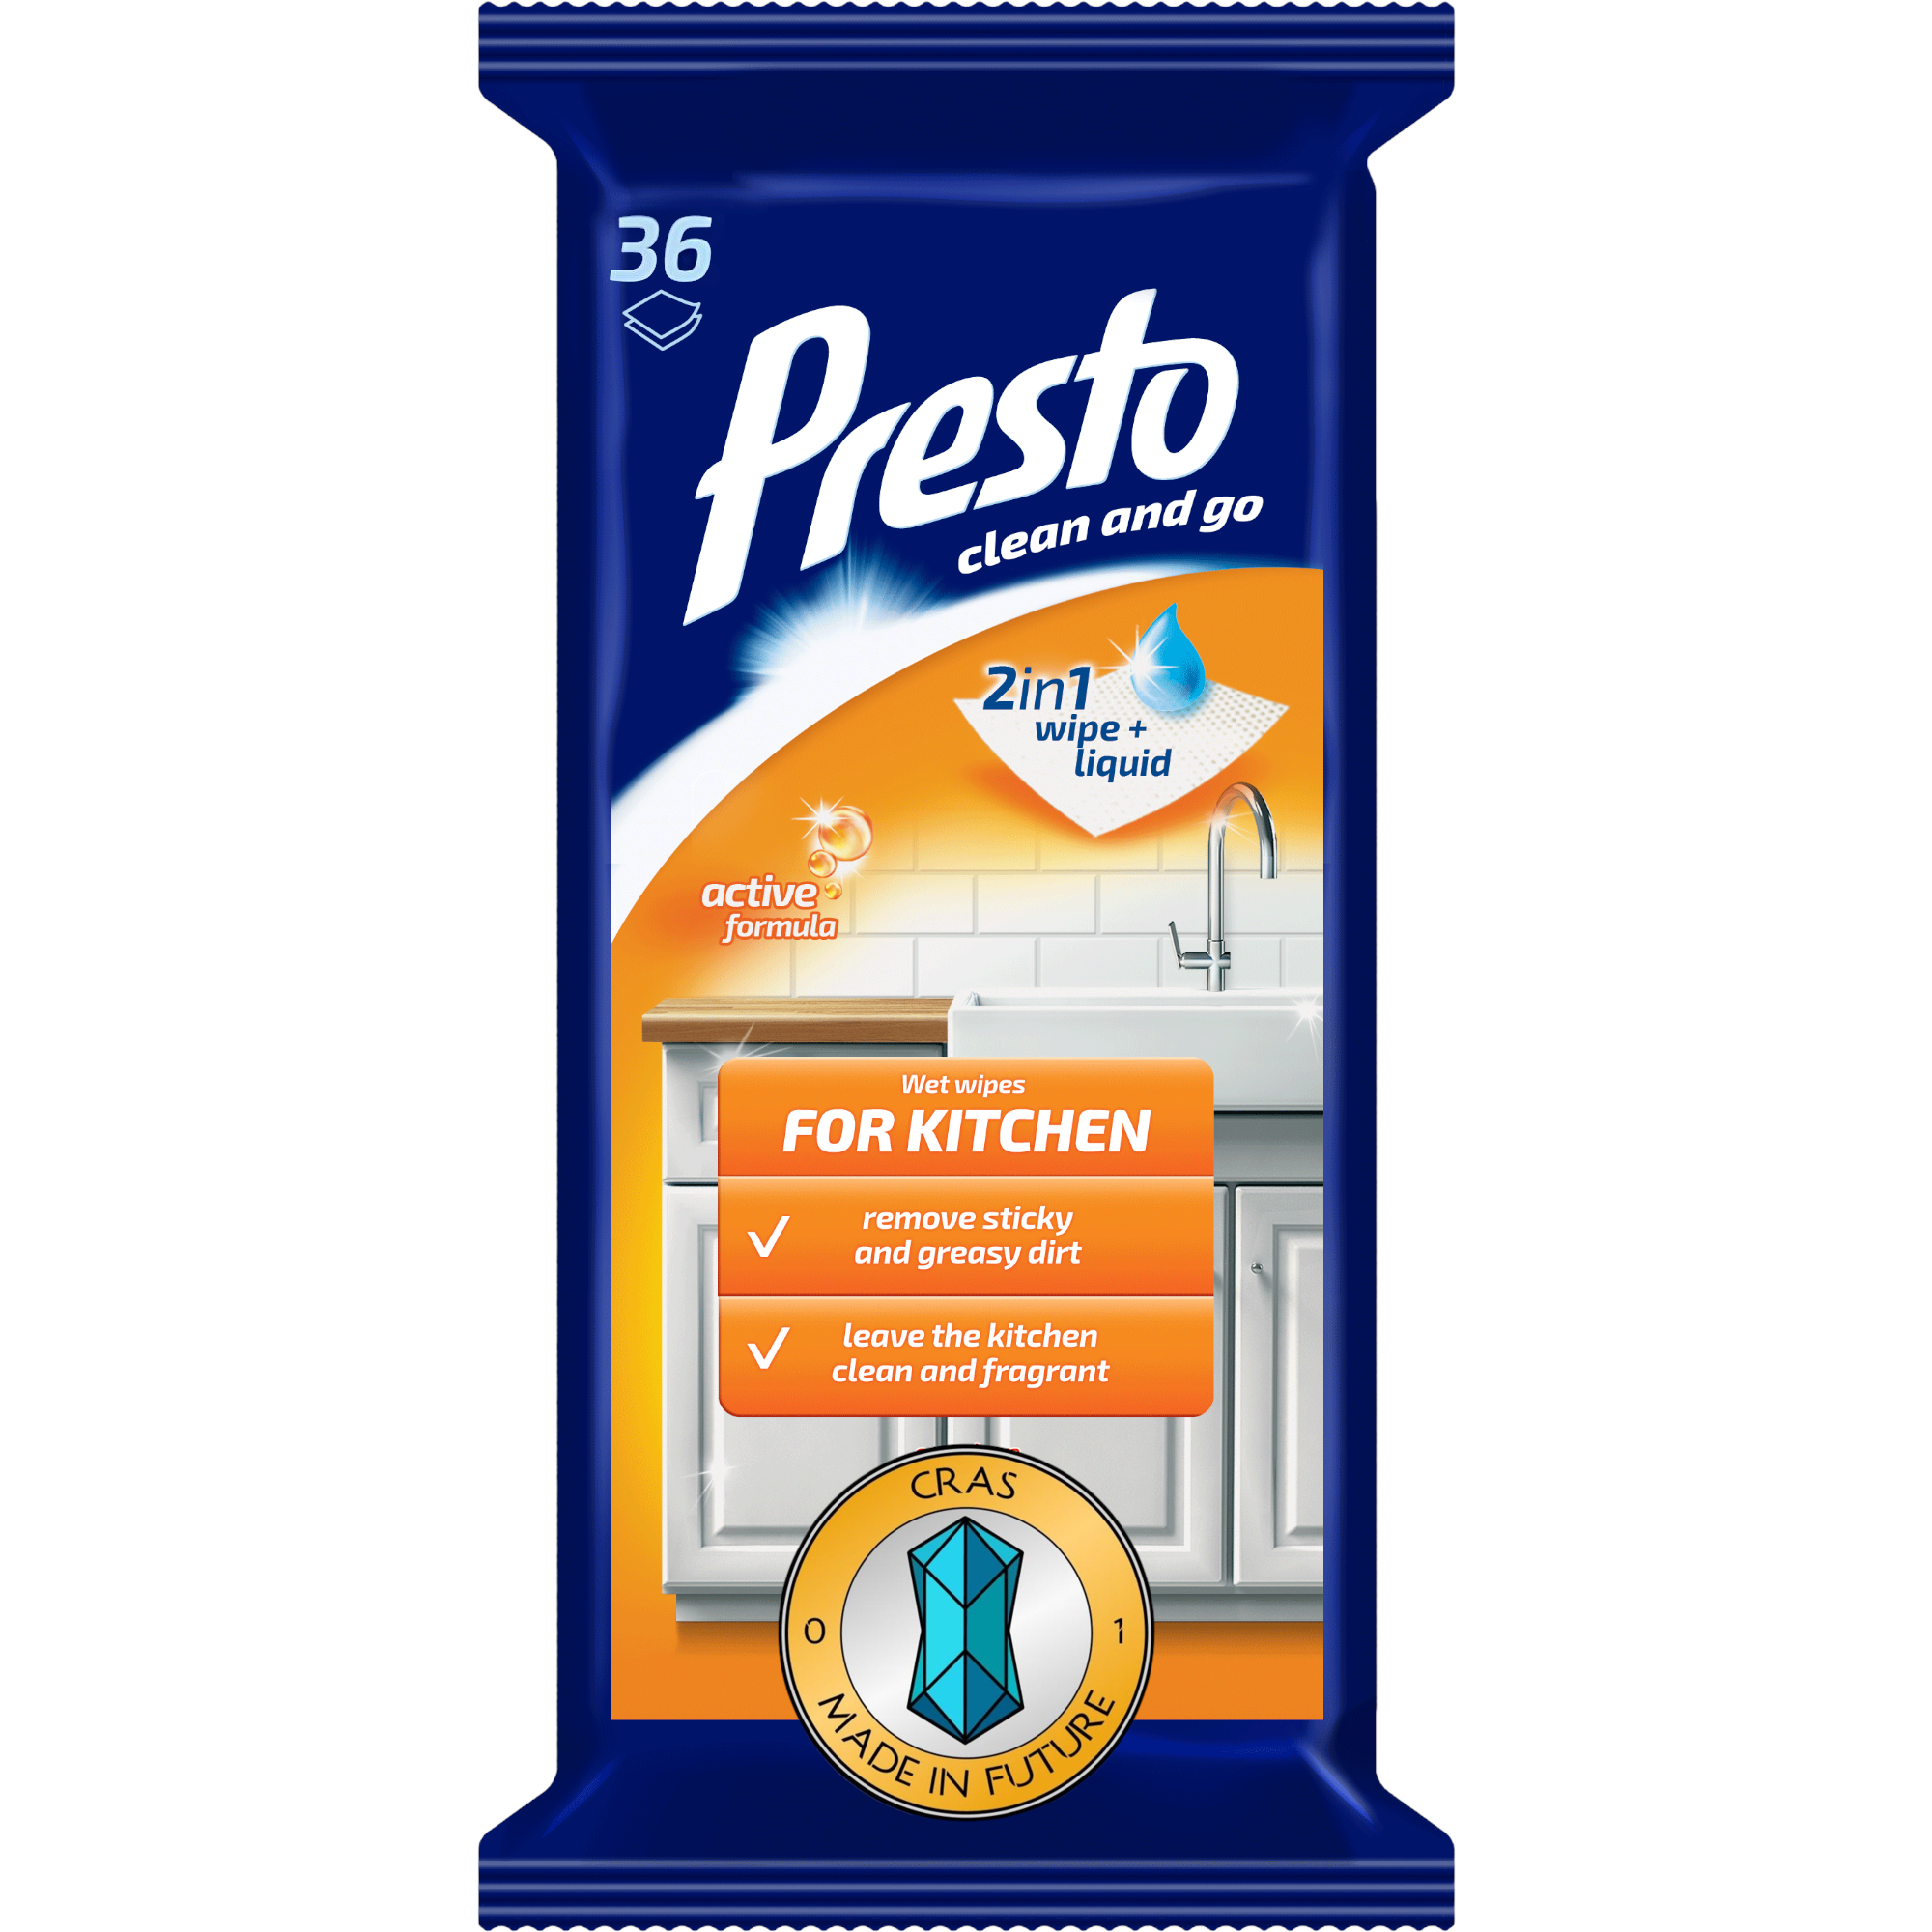 36
Presto
clean and go
2in1
wipe +
liquid
active
formula
Wet wipes
FOR KITCHEN
remove sticky
and greasy dirt
leave the kitchen
clean and fragrant
CRAS
0 1
MADE IN FUTURE